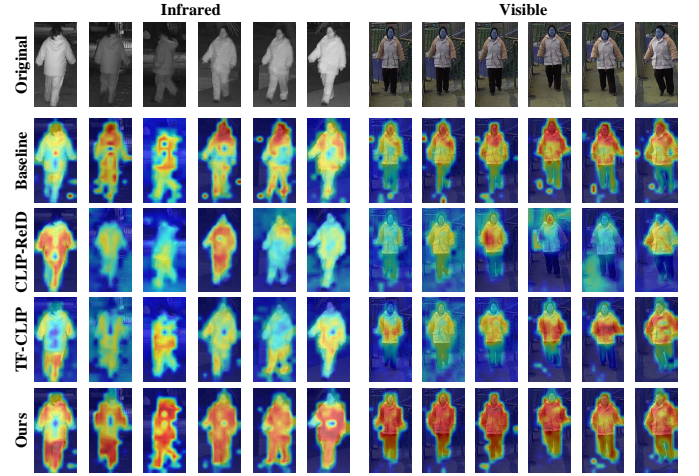 Infrared
Visible
Original
Baseline
CLIP-ReID
TF-CLIP
Ours